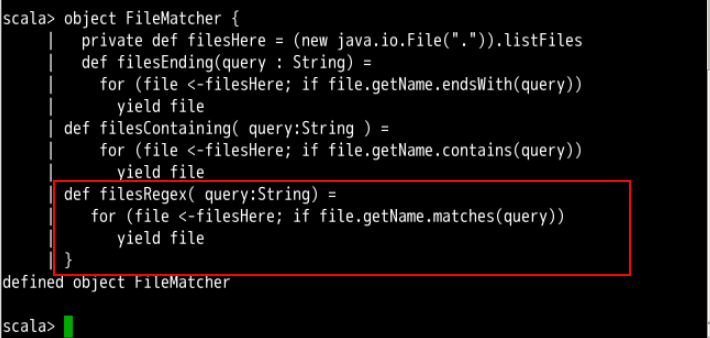 scala> object FileMatcher {
| private def filesHere = (new java.io.File(".")).listFiles
| def filesEnding(query : String) =
| for (file <-filesHere; if file.getName.endsWith(query))
| yield file
| def filesContaining( query:String ) =
| for (file <-filesHere; if file.getName.contains(query))
| yield file
| def filesRegex( query:String) =
| for (file <-filesHere; if file.getName.matches(query))
| yield file
| }
defined object FileMatcher
scala>